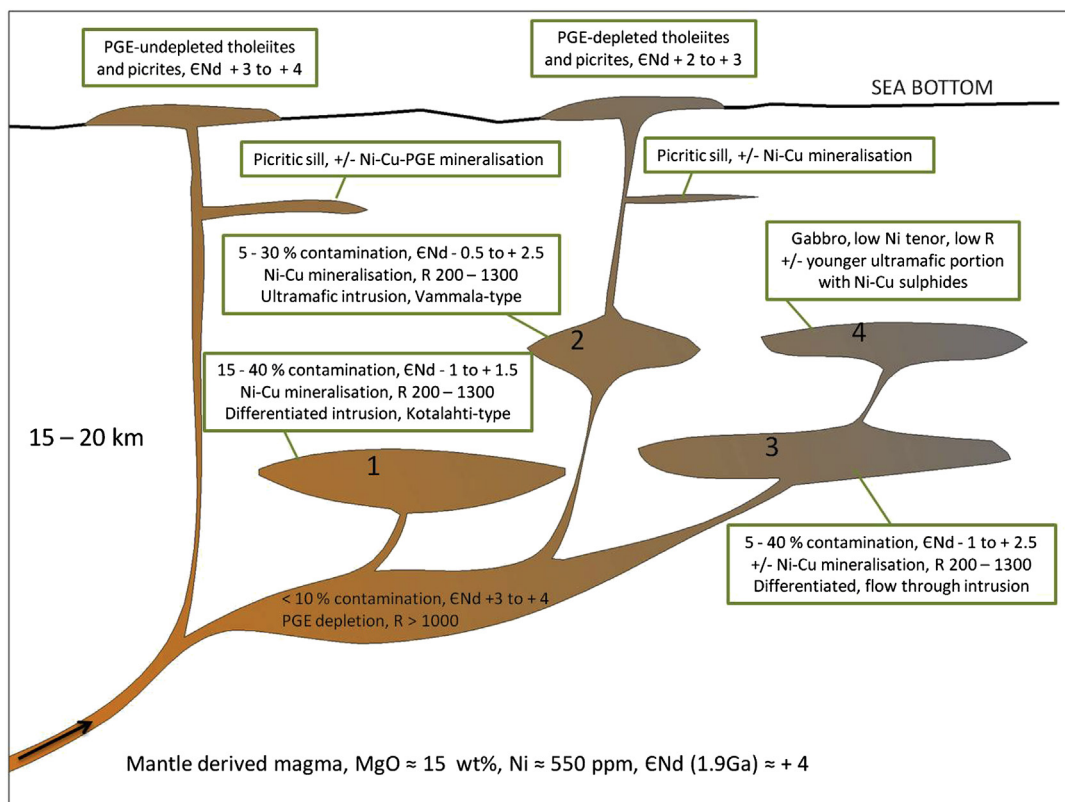 PGE-undepleted tholeiites
and picrites, ЄNd + 3 to + 4
PGE-depleted tholeiites
and picrites, ЄNd + 2 to + 3
SEA BOTTOM
Picritic sill, +/- Ni-Cu-PGE mineralisation
Picritic sill, +/- Ni-Cu mineralisation
5 - 30 % contamination, ЄNd - 0.5 to + 2.5
Ni-Cu mineralisation, R 200 – 1300
Ultramafic intrusion, Vammala-type
Gabbro, low Ni tenor, low R
+/- younger ultramafic portion
with Ni-Cu sulphides
2
4
15 - 40 % contamination, ЄNd - 1 to + 1.5
Ni-Cu mineralisation, R 200 – 1300
Differentiated intrusion, Kotalahti-type
15 – 20 km
1
3
5 - 40 % contamination, ЄNd - 1 to + 2.5
+/- Ni-Cu mineralisation, R 200 – 1300
Differentiated, flow through intrusion
< 10 % contamination, ЄNd +3 to + 4
PGE depletion, R > 1000
Mantle derived magma, MgO ≈ 15 wt%, Ni ≈ 550 ppm, ЄNd (1.9Ga) ≈ + 4